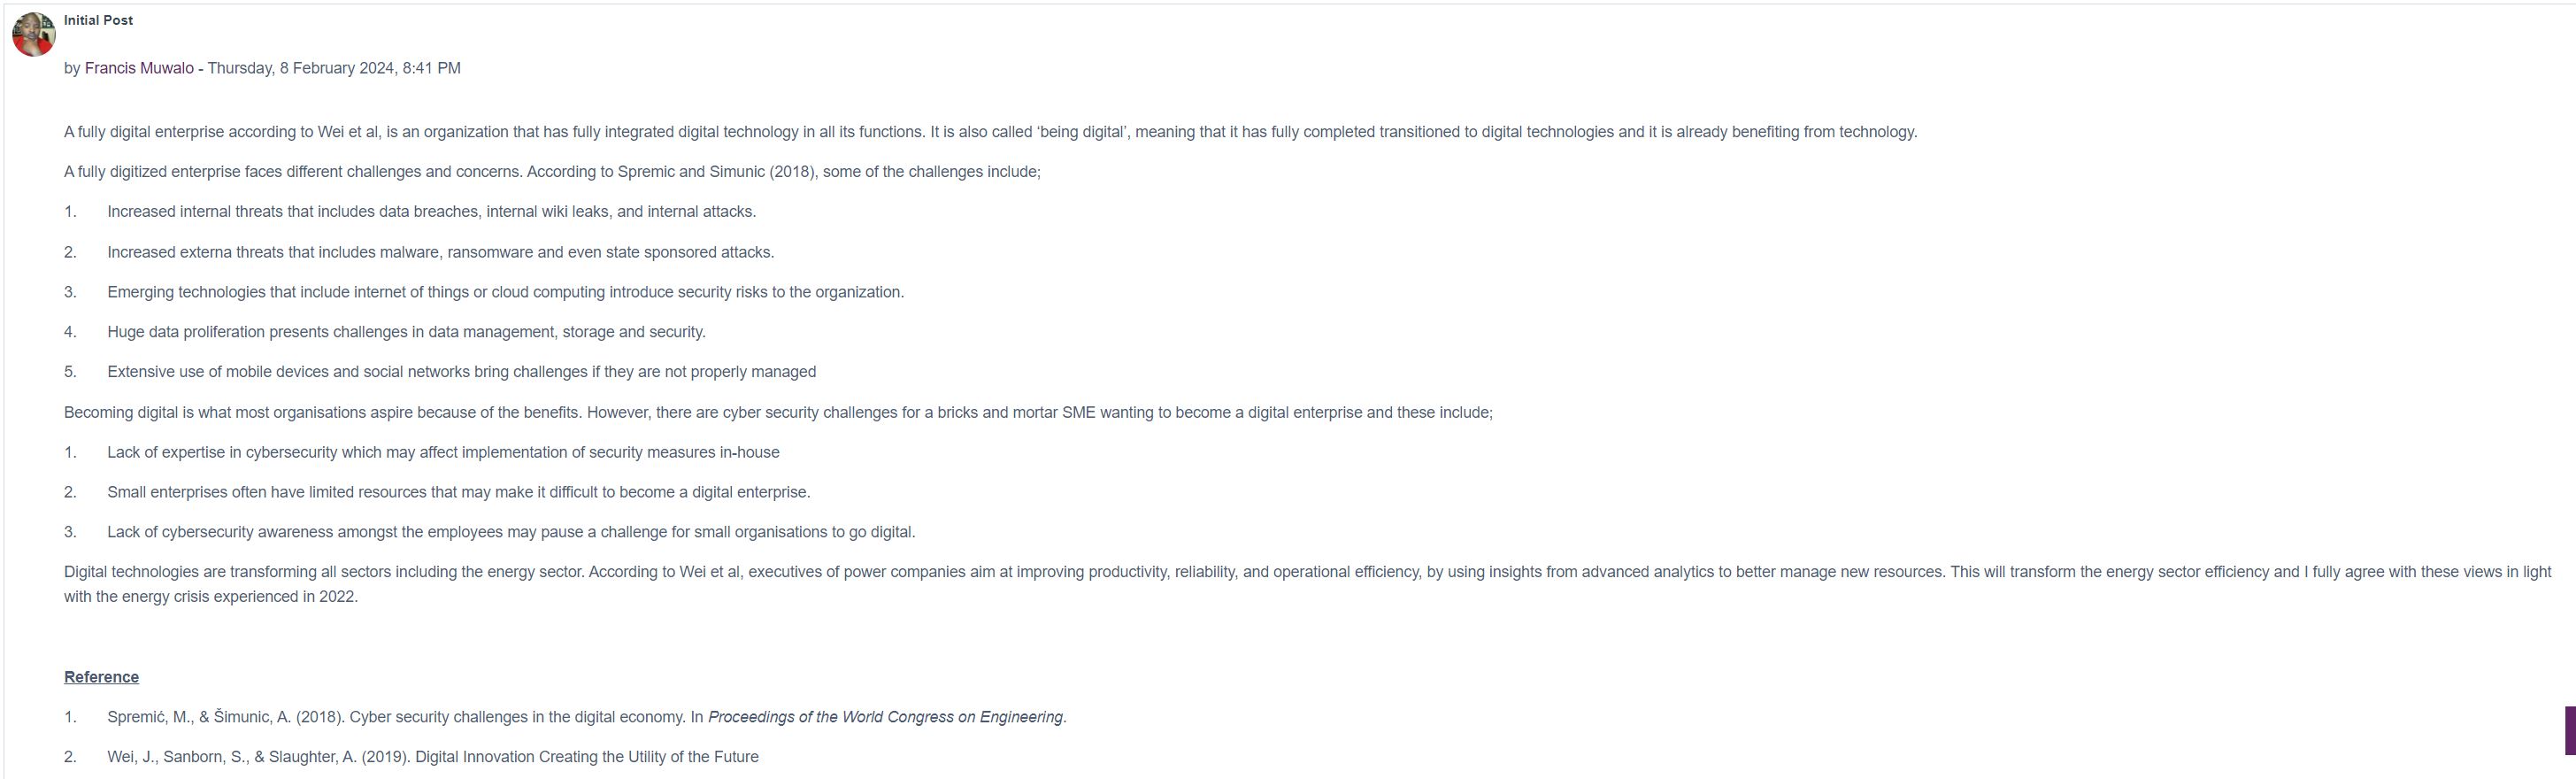 Initial Post
by Francis Muwalo - Thursday, 8 February 2024, 8:41 PM
A fully digital enterprise according to Wei et al, is an organization that has fully integrated digital technology in all its functions. It is also called ‘being digital’, meaning that it has fully completed transitioned to digital technologies and it is already benefiting from technology.
A fully digitized enterprise faces different challenges and concerns. According to Spremic and Simunic (2018), some of the challenges include;
1. Increased internal threats that includes data breaches, internal wiki leaks, and internal attacks.
2. Increased externa threats that includes malware, ransomware and even state sponsored attacks.
3. Emerging technologies that include internet of things or cloud computing introduce security risks to the organization.
4. Huge data proliferation presents challenges in data management, storage and security.
5. Extensive use of mobile devices and social networks bring challenges if they are not properly managed
Becoming digital is what most organisations aspire because of the benefits. However, there are cyber security challenges for a bricks and mortar SME wanting to become a digital enterprise and these include;
1. Lack of expertise in cybersecurity which may affect implementation of security measures in-house
2. Small enterprises often have limited resources that may make it difficult to become a digital enterprise.
3. Lack of cybersecurity awareness amongst the employees may pause a challenge for small organisations to go digital.
Digital technologies are transforming all sectors including the energy sector. According to Wei et al, executives of power companies aim at improving productivity, reliability, and operational efficiency, by using insights from advanced analytics to better manage new resources. This will transform the energy sector efficiency and I fully agree with these views in light
with the energy crisis experienced in 2022.
Reference
1. Spremić, M., & Šimunic, A. (2018). Cyber security challenges in the digital economy. In Proceedings of the World Congress on Engineering.
2. Wei, J., Sanborn, S., & Slaughter, A. (2019). Digital Innovation Creating the Utility of the Future